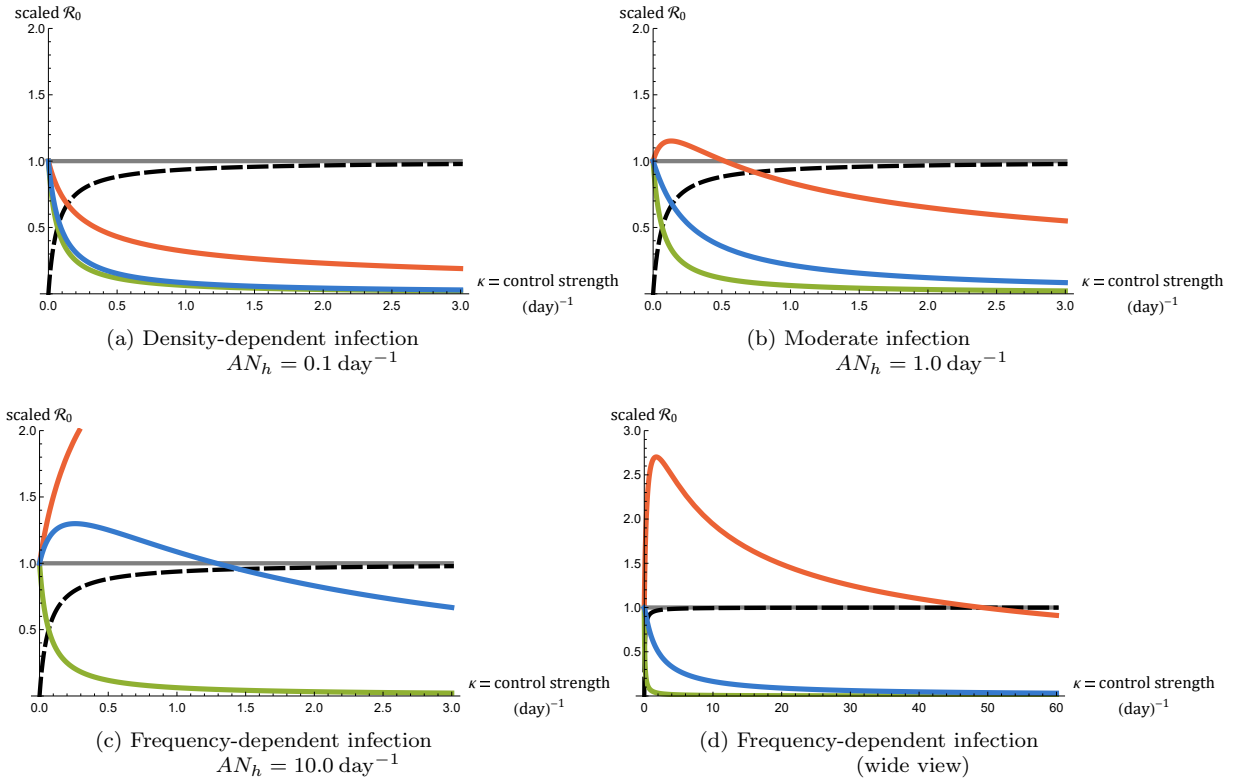 scaled R₀
2.0
1.5
1.0
0.5
0.0 0.5 1.0 1.5 2.0 2.5 3.0
κ = control strength
(day)⁻¹
(a) Density-dependent infection
ANₕ = 0.1 day⁻¹
scaled R₀
2.0
1.5
1.0
0.5
0.0 0.5 1.0 1.5 2.0 2.5 3.0
κ = control strength
(day)⁻¹
(b) Moderate infection
ANₕ = 1.0 day⁻¹
scaled R₀
2.0
1.5
1.0
0.5
0.0 0.5 1.0 1.5 2.0 2.5 3.0
κ = control strength
(day)⁻¹
(c) Frequency-dependent infection
ANₕ = 10.0 day⁻¹
scaled R₀
3.0
2.5
2.0
1.5
1.0
0.5
0 10 20 30 40 50 60
κ = control strength
(day)⁻¹
(d) Frequency-dependent infection
(wide view)